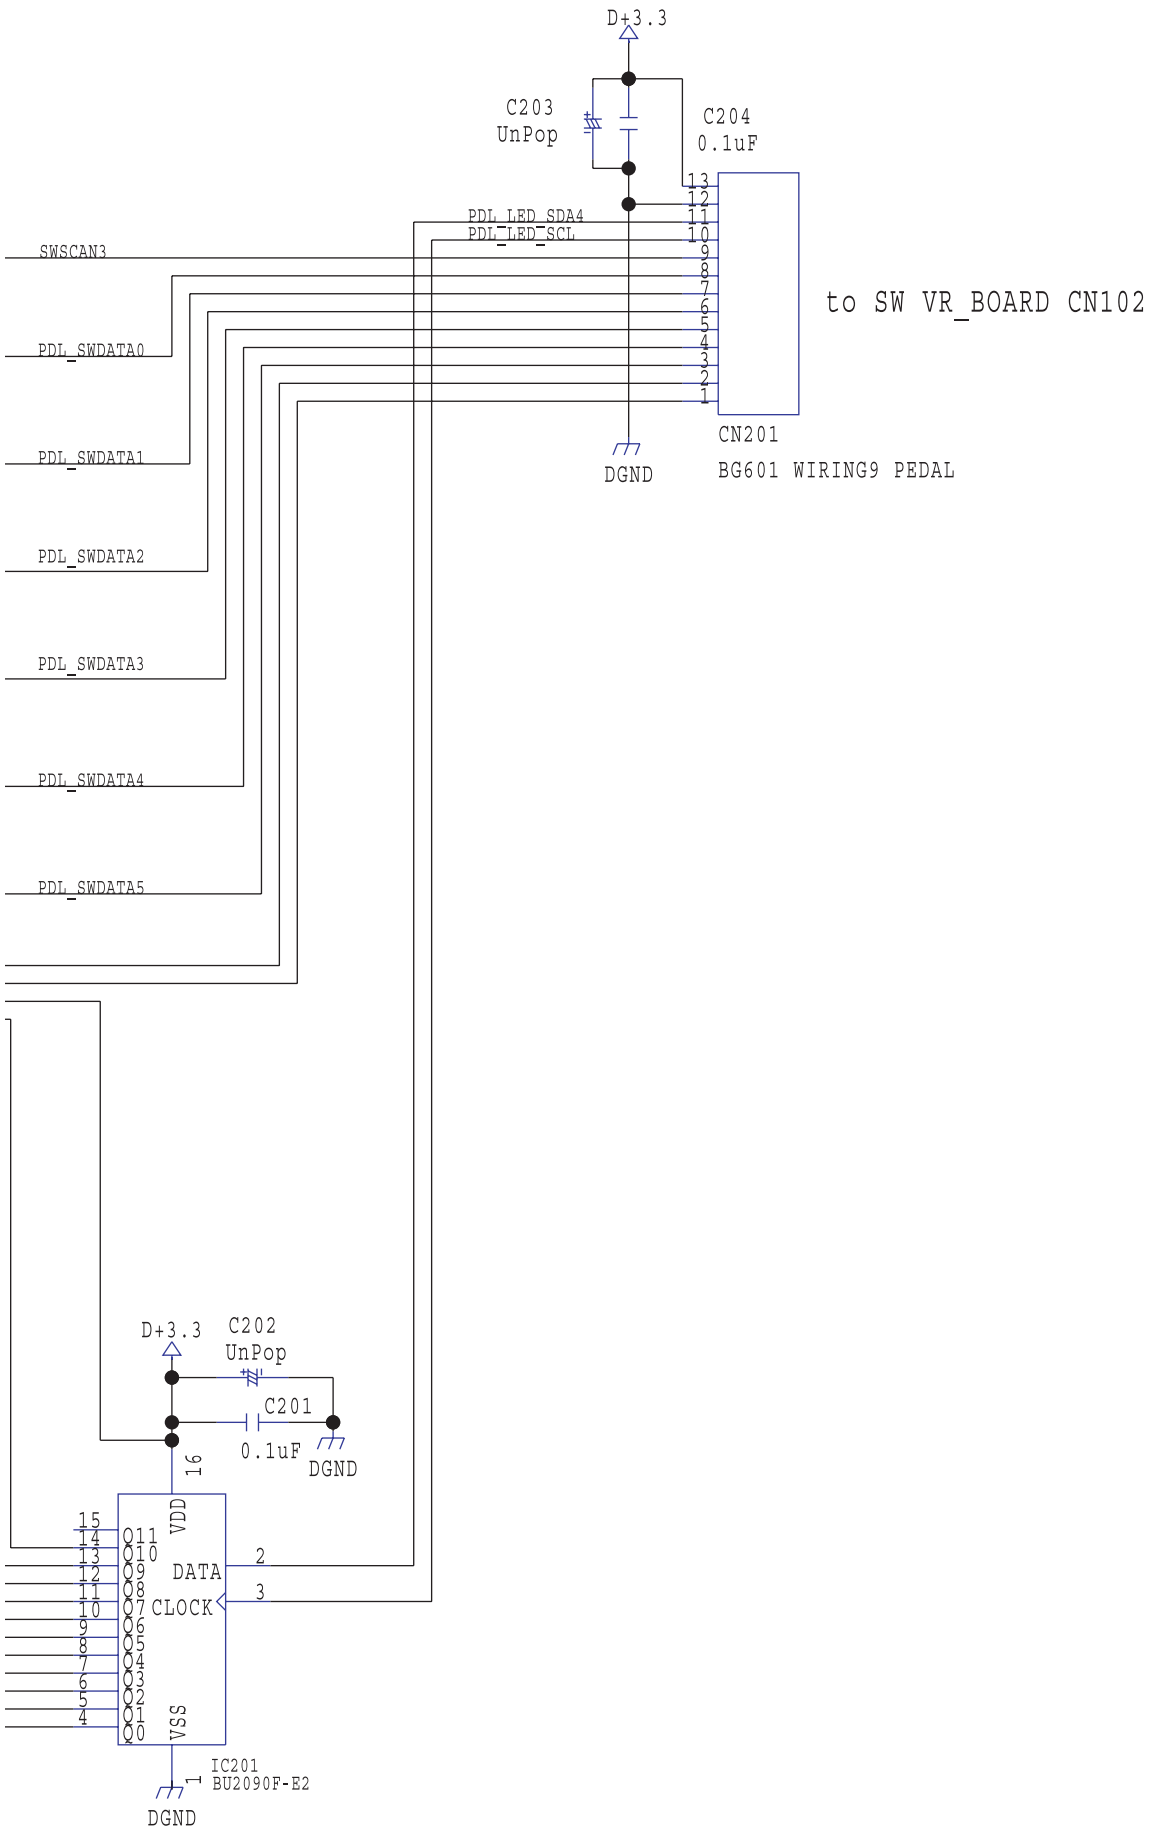 D+3.3
C203
UnPop
C204
0.1uF
13
12
PDL_LED_SDA4
11
PDL_LED_SCL
10
SWSCAN3
9
8
7
6
5
4
3
2
1
to SW VR_BOARD CN102
PDL_SWDATA0
CN201
BG601 WIRING9 PEDAL
DGND
PDL_SWDATA1
PDL_SWDATA2
PDL_SWDATA3
PDL_SWDATA4
PDL_SWDATA5
D+3.3
C202
UnPop
C201
0.1uF
DGND
16
VDD
15
Q11
14
Q10
13
Q9
12
Q8
11
Q7
10
Q6
9
Q5
8
Q4
7
Q3
6
Q2
5
Q1
4
Q0
DATA
2
CLOCK
3
VSS
1
IC201
BU2090F-E2
DGND